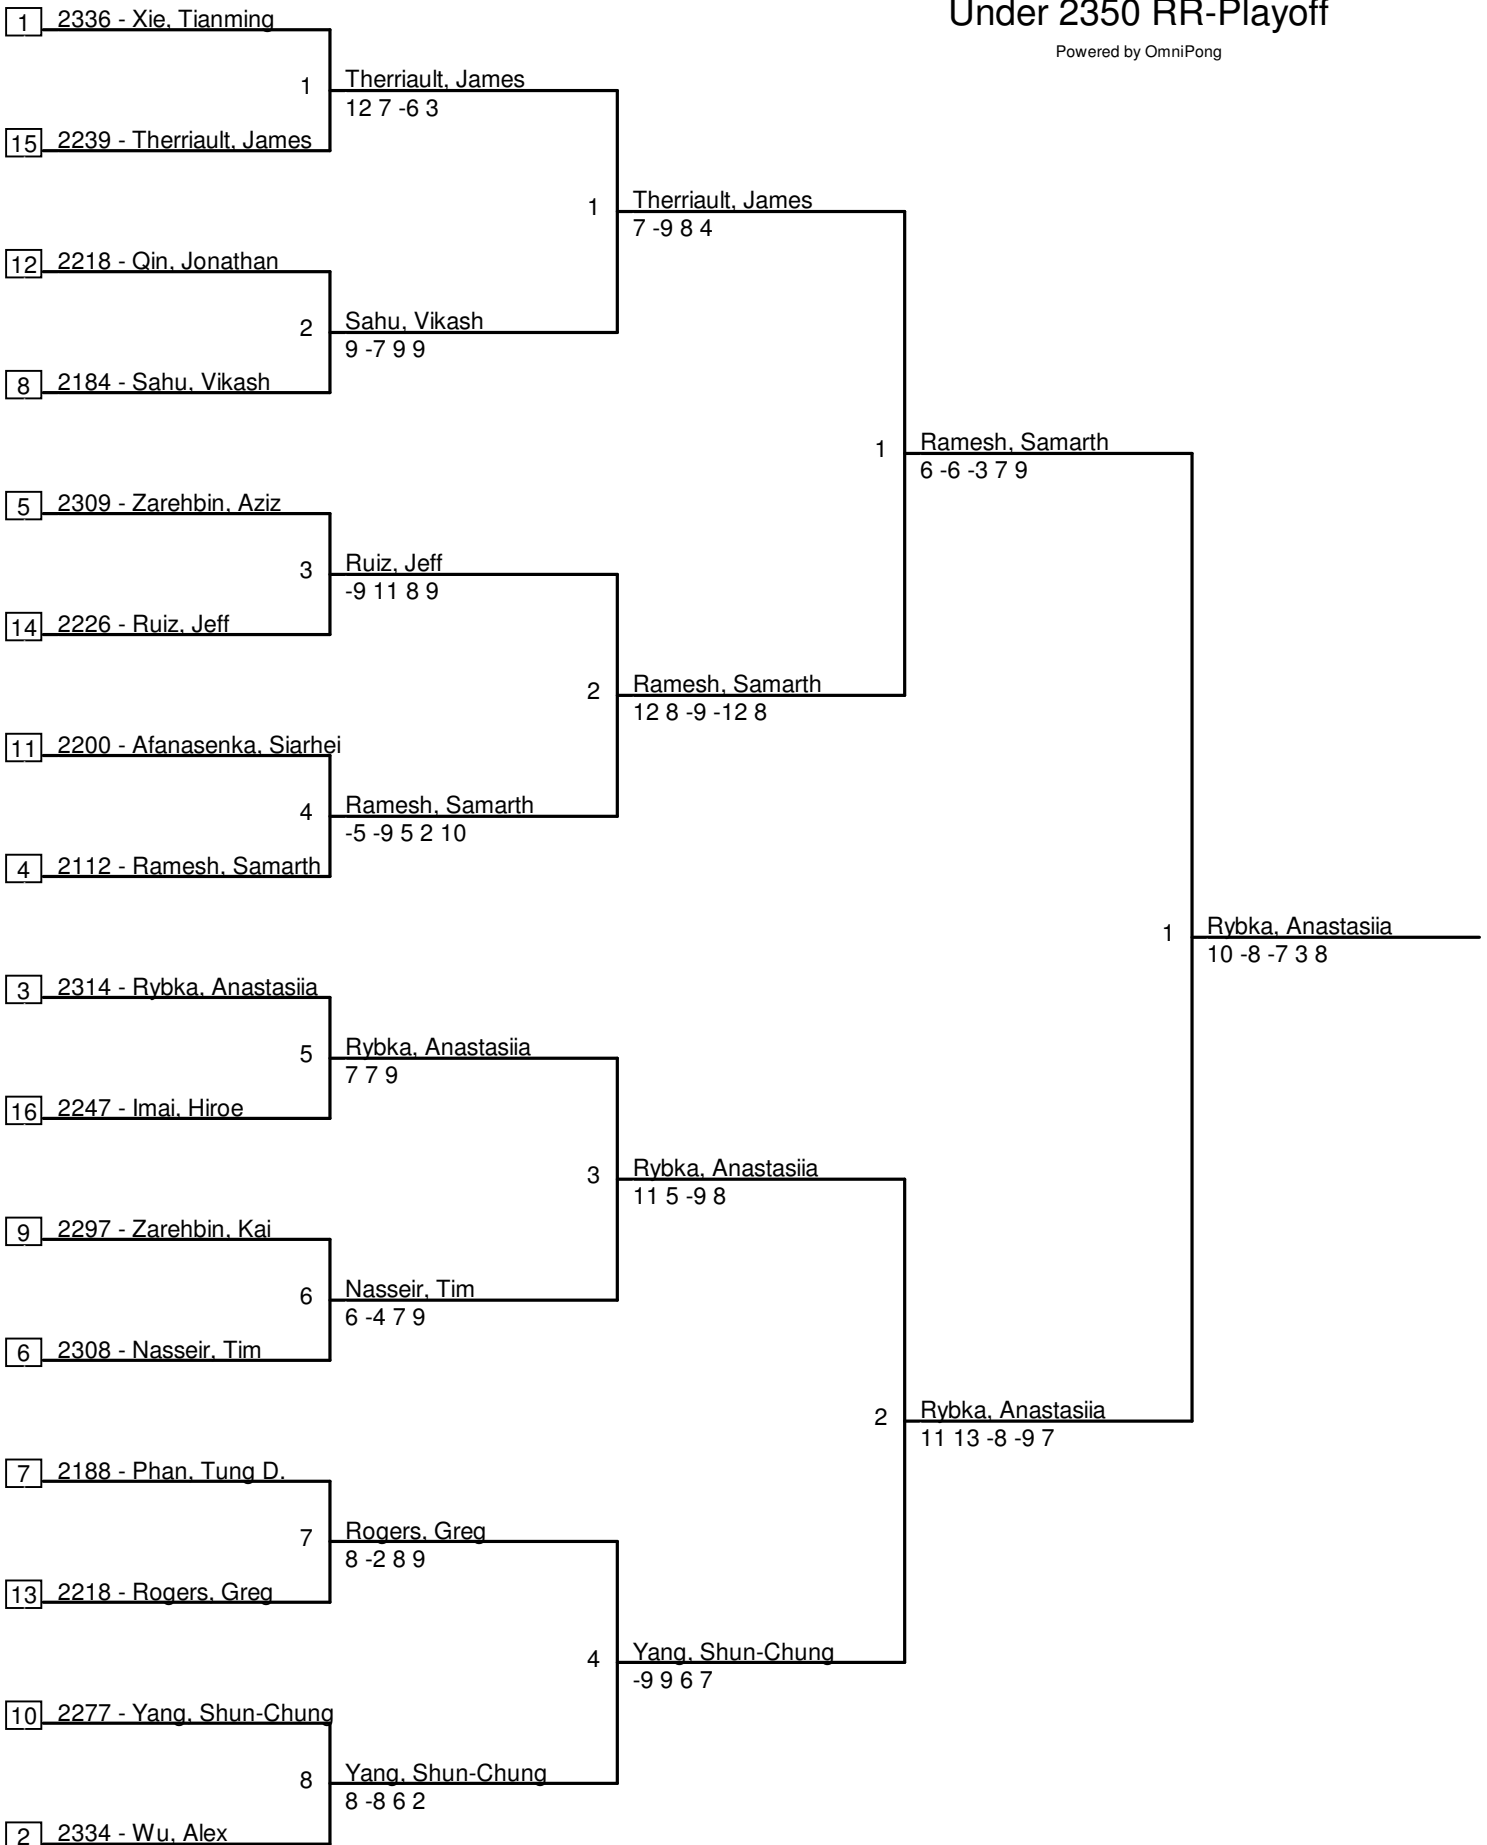 Under 2350 RR-Playoff
Powered by OmniPong
1 2336 - Xie, Tianming
1 Therriault, James
12 7 -6 3
15 2239 - Therriault, James
1 Therriault, James
7 -9 8 4
12 2218 - Qin, Jonathan
2 Sahu, Vikash
9 -7 9 9
8 2184 - Sahu, Vikash
1 Ramesh, Samarth
6 -6 -3 7 9
5 2309 - Zarehbin, Aziz
3 Ruiz, Jeff
-9 11 8 9
14 2226 - Ruiz, Jeff
2 Ramesh, Samarth
12 8 -9 -12 8
11 2200 - Afanasenka, Siarhei
4 Ramesh, Samarth
-5 -9 5 2 10
4 2112 - Ramesh, Samarth
1 Rybka, Anastasiia
10 -8 -7 3 8
3 2314 - Rybka, Anastasiia
5 Rybka, Anastasiia
7 7 9
16 2247 - Imai, Hiroe
3 Rybka, Anastasiia
11 5 -9 8
9 2297 - Zarehbin, Kai
6 Nasseir, Tim
6 -4 7 9
6 2308 - Nasseir, Tim
2 Rybka, Anastasiia
11 13 -8 -9 7
7 2188 - Phan, Tung D.
7 Rogers, Greg
8 -2 8 9
13 2218 - Rogers, Greg
4 Yang, Shun-Chung
-9 9 6 7
10 2277 - Yang, Shun-Chung
8 Yang, Shun-Chung
8 -8 6 2
2 2334 - Wu, Alex